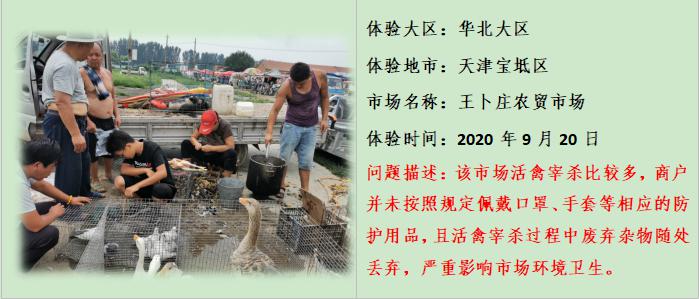 体验大区：华北大区
体验地市：天津宝坻区
市场名称：王卜庄农贸市场
体验时间：2020 年 9 月 20 日
问题描述：该市场活禽宰杀比较多，商户
并未按照规定佩戴口罩、手套等相应的防
护用品，且活禽宰杀过程中废弃杂物随处
丢弃，严重影响市场环境卫生。